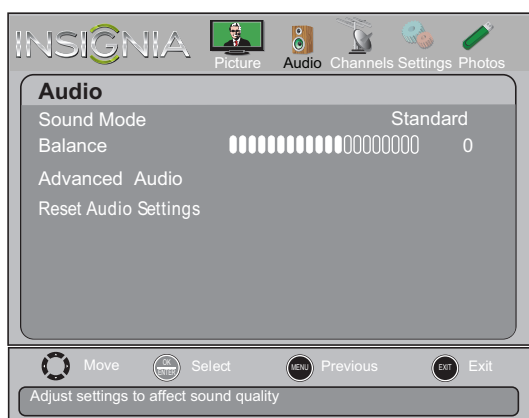 INSIGNIA
Picture Audio Channels Settings Photos
Audio
Sound Mode Standard
Balance 0
Advanced Audio
Reset Audio Settings
Move OK ENTER Select MENU Previous EXIT Exit
Adjust settings to affect sound quality